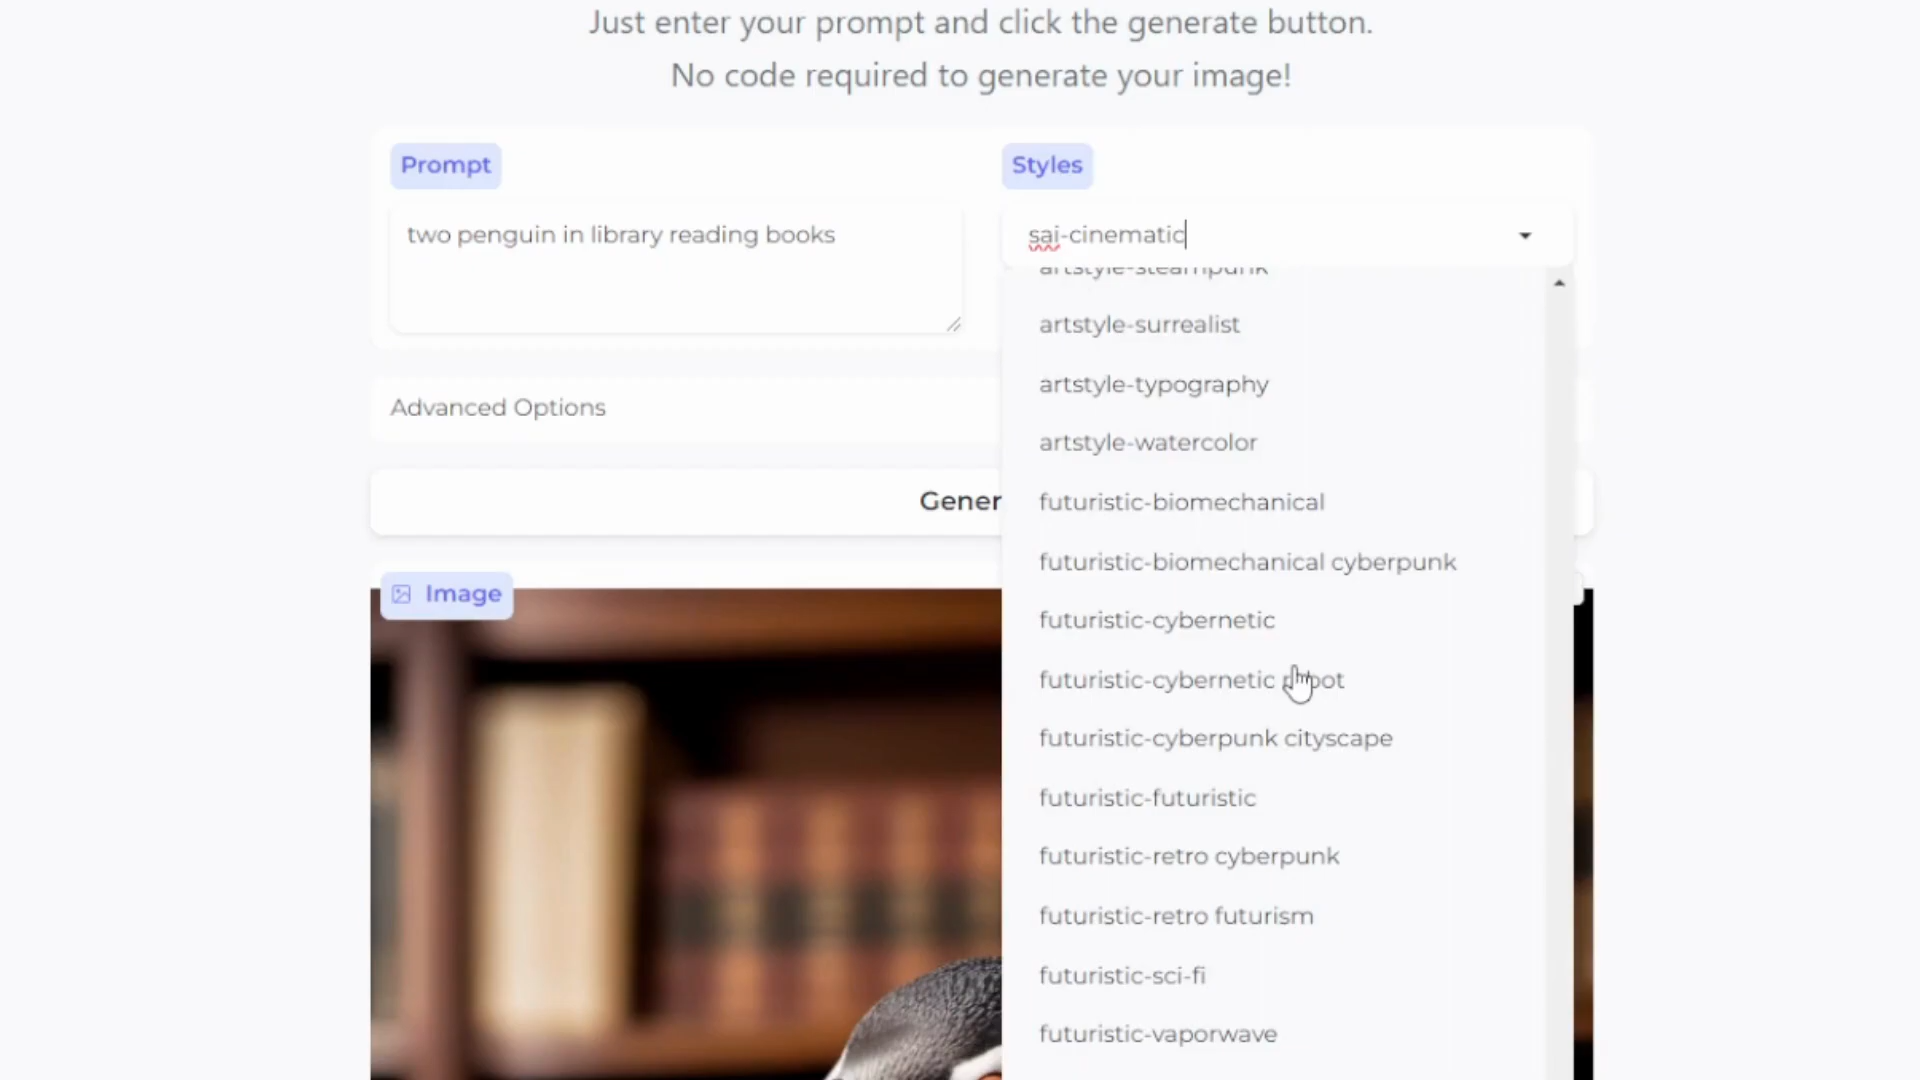 Just enter your prompt and click the generate button.
No code required to generate your image!
Prompt
Styles
two penguin in library reading books
sai-cinematic
artstyle-steampunk
artstyle-surrealist
artstyle-typography
Advanced Options
artstyle-watercolor
Gener
futuristic-biomechanical
futuristic-biomechanical cyberpunk
Image
futuristic-cybernetic
futuristic-cybernetic robot
futuristic-cyberpunk cityscape
futuristic-futuristic
futuristic-retro cyberpunk
futuristic-retro futurism
futuristic-sci-fi
futuristic-vaporwave